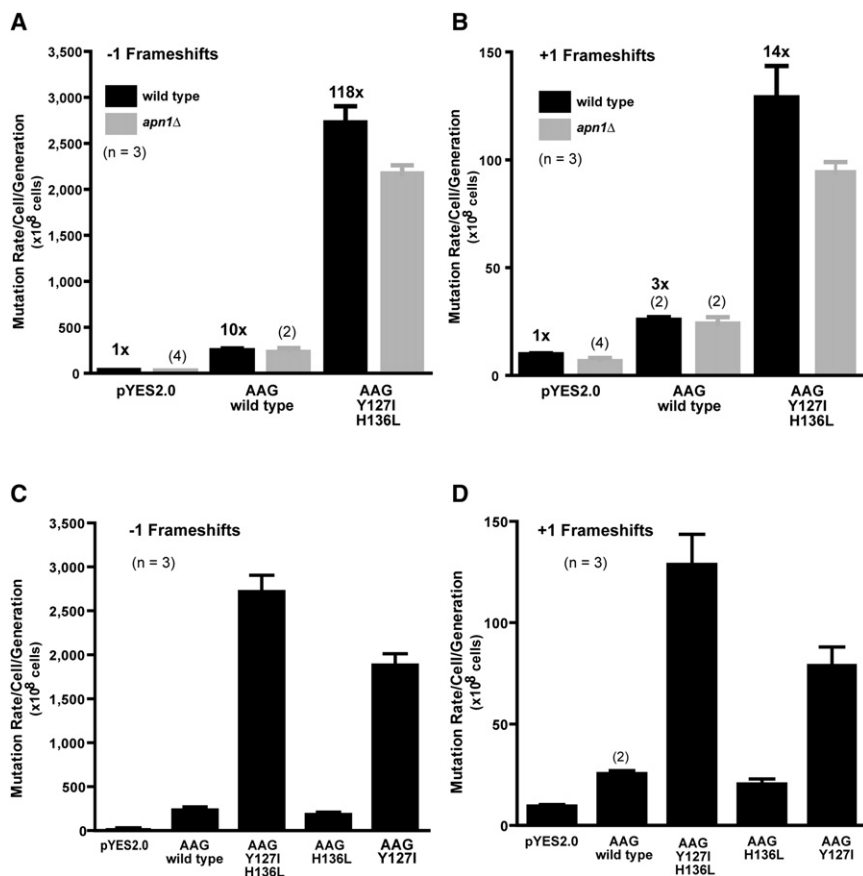 A
-1 Frameshifts
wild type
apn1Δ
(n = 3)
Mutation Rate/Cell/Generation
(x10⁸ cells)
3,500
3,000
2,500
2,000
1,500
1,000
500
0
1x
(4)
10x
(2)
118x
pYES2.0
AAG
wild type
AAG
Y127I
H136L
B
+1 Frameshifts
wild type
apn1Δ
(n = 3)
Mutation Rate/Cell/Generation
(x10⁸ cells)
150
100
50
0
1x
(4)
3x
(2)
(2)
14x
pYES2.0
AAG
wild type
AAG
Y127I
H136L
C
-1 Frameshifts
(n = 3)
Mutation Rate/Cell/Generation
(x10⁸ cells)
3,500
3,000
2,500
2,000
1,500
1,000
500
0
pYES2.0
AAG
wild type
AAG
Y127I
H136L
AAG
H136L
AAG
Y127I
D
+1 Frameshifts
(n = 3)
Mutation Rate/Cell/Generation
(x10⁸ cells)
150
100
50
0
(2)
pYES2.0
AAG
wild type
AAG
Y127I
H136L
AAG
H136L
AAG
Y127I